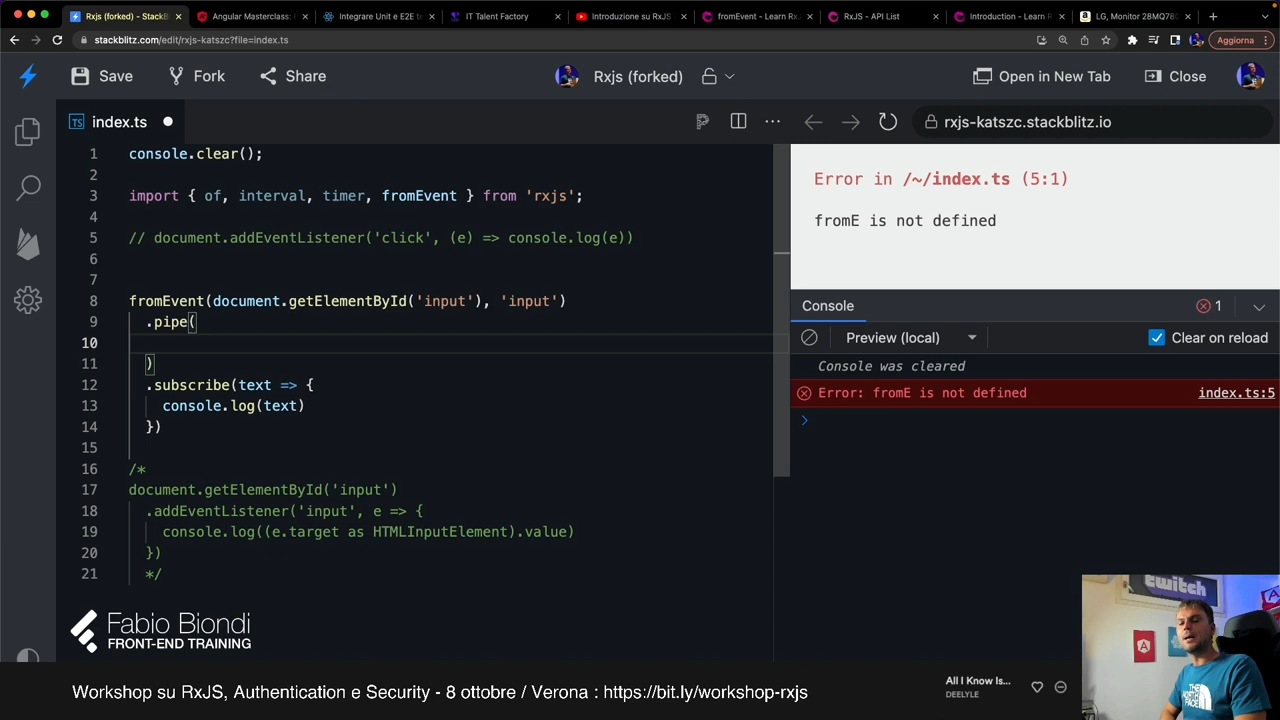 Rxjs (forked) - StackB
Angular Masterclass: F
Integrare Unit e E2E te
IT Talent Factory
Introduzione su RxJS
fromEvent - Learn RxJ
RxJS - API List
Introduction - Learn R
LG, Monitor 28MQ780
stackblitz.com/edit/rxjs-katszc?file=index.ts
Aggiorna
Save
Fork
Share
Rxjs (forked)
Open in New Tab
Close
TS index.ts
rxjs-katszc.stackblitz.io
1 console.clear();
2
3 import { of, interval, timer, fromEvent } from 'rxjs';
4
5 // document.addEventListener('click', (e) => console.log(e))
6
7
8 fromEvent(document.getElementById('input'), 'input')
9 .pipe(
10
11 )
12 .subscribe(text => {
13 console.log(text)
14 })
15
16 /*
17 document.getElementById('input')
18 .addEventListener('input', e => {
19 console.log((e.target as HTMLInputElement).value)
20 })
21 */
Error in /~/index.ts (5:1)
fromE is not defined
Console
1
Preview (local)
Clear on reload
Console was cleared
Error: fromE is not defined
index.ts:5
Fabio Biondi
FRONT-END TRAINING
twitch
THE NORTH FACE
Workshop su RxJS, Authentication e Security - 8 ottobre / Verona : https://bit.ly/workshop-rxjs
All I Know Is...
DEELYLE